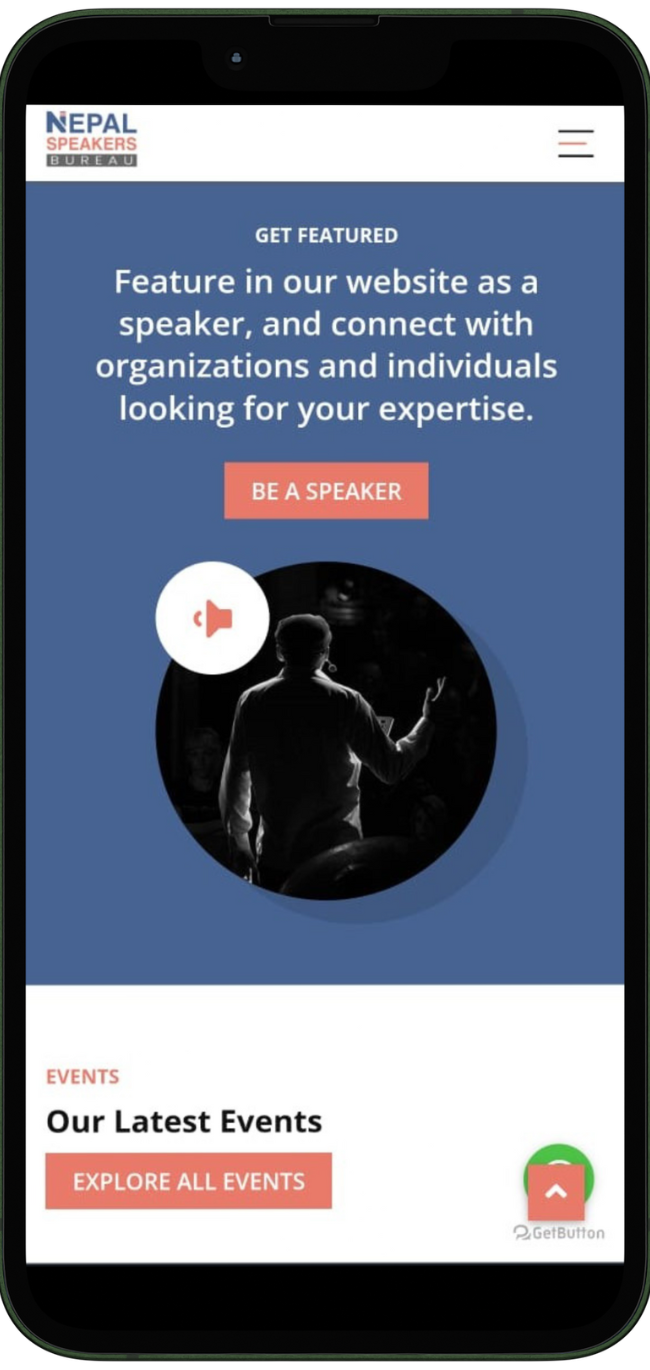 NEPAL
SPEAKERS
BUREAU
GET FEATURED
Feature in our website as a
speaker, and connect with
organizations and individuals
looking for your expertise.
BE A SPEAKER
EVENTS
Our Latest Events
EXPLORE ALL EVENTS
GetButton